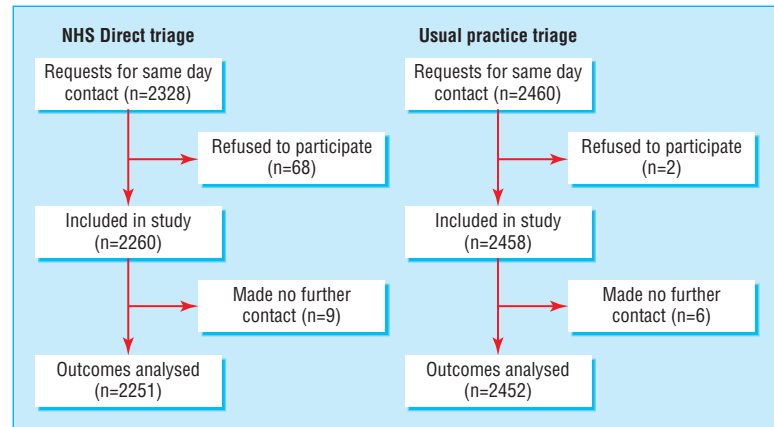 NHS Direct triage
Requests for same day
contact (n=2328)
Refused to participate
(n=68)
Included in study
(n=2260)
Made no further
contact (n=9)
Outcomes analysed
(n=2251)
Usual practice triage
Requests for same day
contact (n=2460)
Refused to participate
(n=2)
Included in study
(n=2458)
Made no further
contact (n=6)
Outcomes analysed
(n=2452)